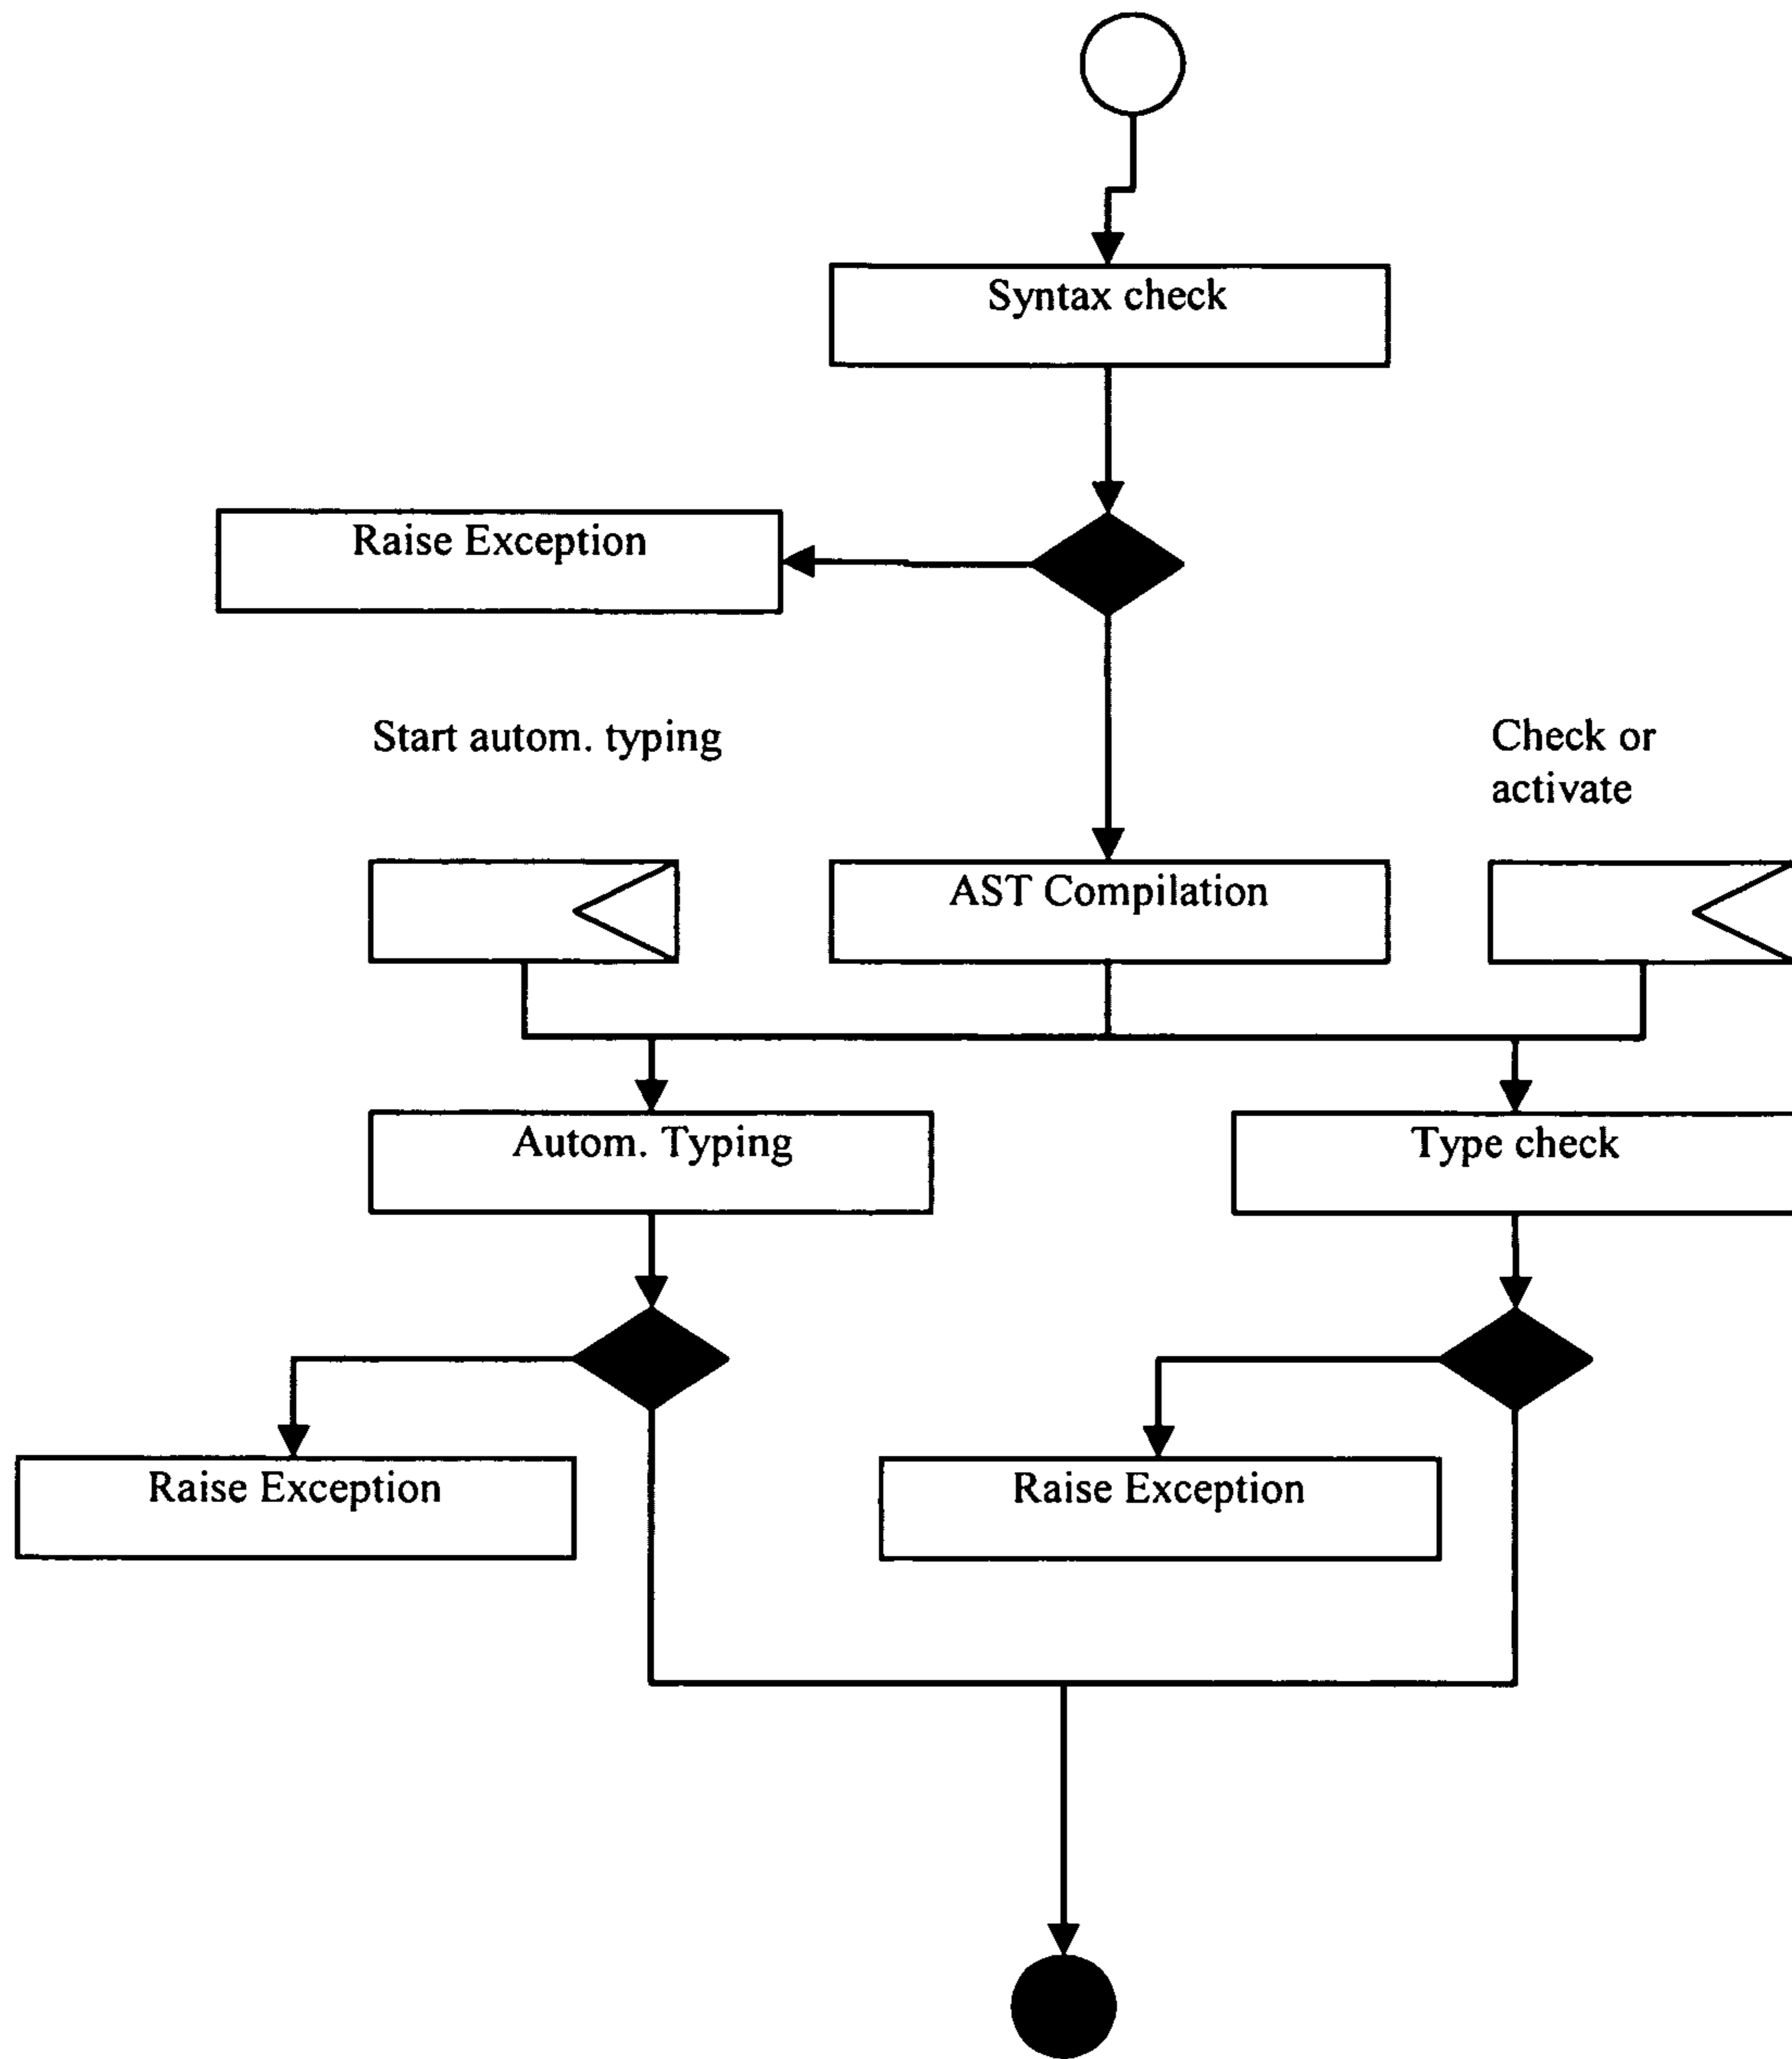 Syntax check
Raise Exception
Start autom. typing
Check or
activate
AST Compilation
Autom. Typing
Type check
Raise Exception
Raise Exception